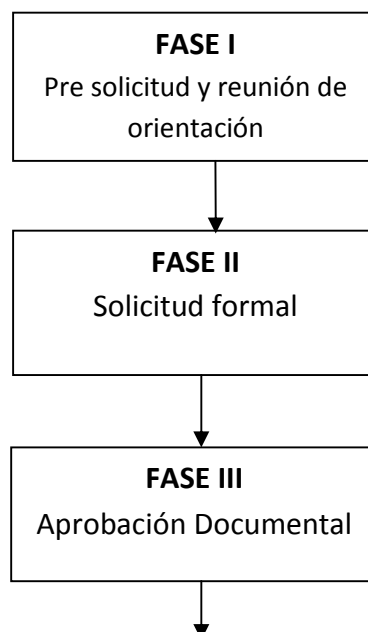 FASE I
Pre solicitud y reunión de
orientación
FASE II
Solicitud formal
FASE III
Aprobación Documental